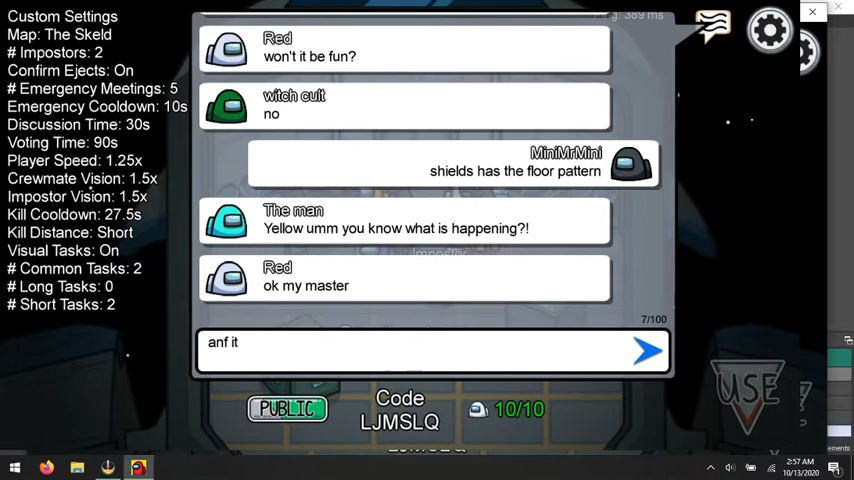 Custom Settings
Map: The Skeld
# Impostors: 2
Confirm Ejects: On
# Emergency Meetings: 5
Emergency Cooldown: 10s
Discussion Time: 30s
Voting Time: 90s
Player Speed: 1.25x
Crewmate Vision: 1.5x
Impostor Vision: 1.5x
Kill Cooldown: 27.5s
Kill Distance: Short
Visual Tasks: On
# Common Tasks: 2
# Long Tasks: 0
# Short Tasks: 2
Ping: 389 ms
Red
won't it be fun?
witch cult
no
MiniMrMini
shields has the floor pattern
The man
Yellow umm you know what is happening?!
Impostor
Red
ok my master
7/100
anf it
USE
PUBLIC
Code
LJMSLQ
10/10
ements
2:57 AM
10/13/2020